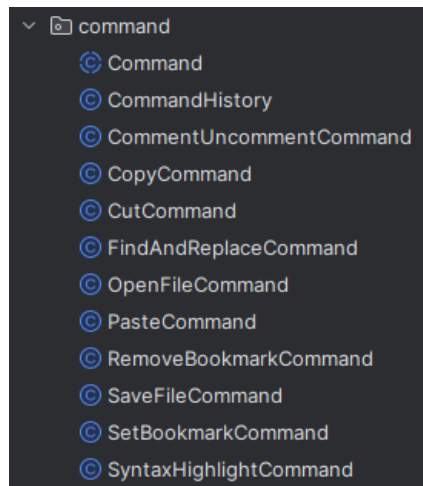 command
Command
CommandHistory
CommentUncommentCommand
CopyCommand
CutCommand
FindAndReplaceCommand
OpenFileCommand
PasteCommand
RemoveBookmarkCommand
SaveFileCommand
SetBookmarkCommand
SyntaxHighlightCommand